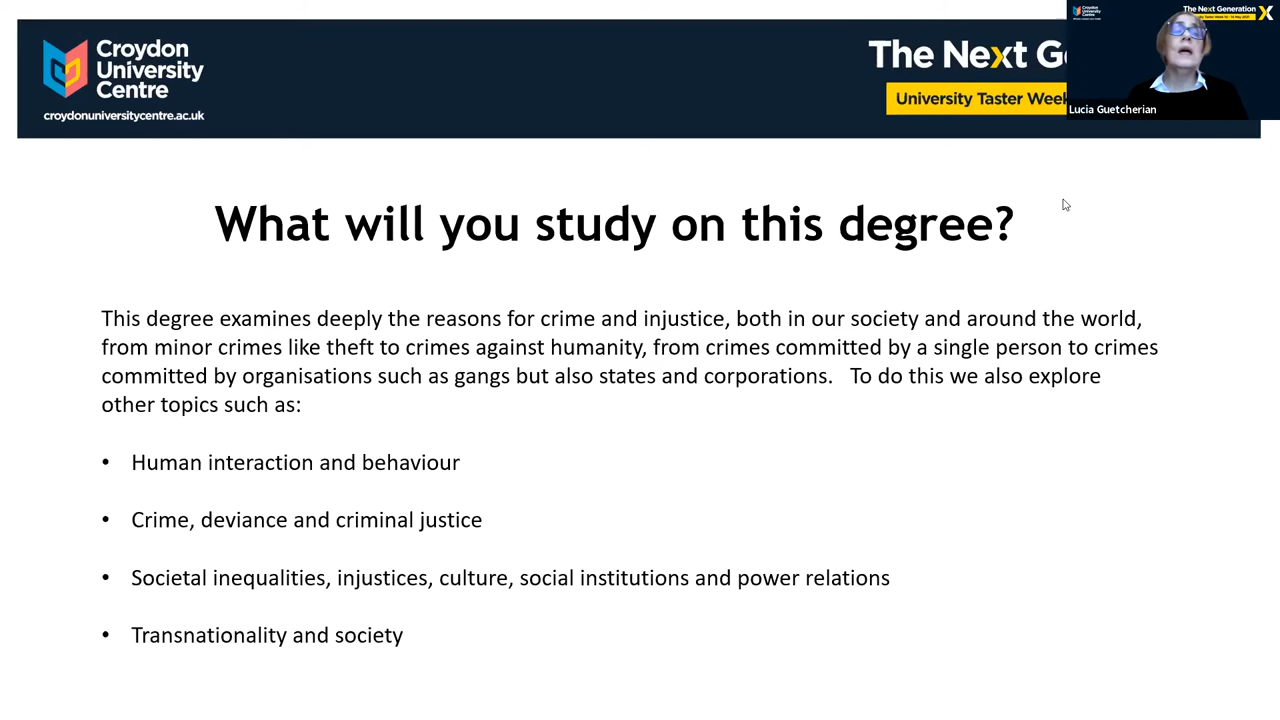 Croydon
University
Centre
croydonuniversitycentre.ac.uk
The Next Ge
University Taster Week
The Next Generation
Lucia Guetcherian
What will you study on this degree?
This degree examines deeply the reasons for crime and injustice, both in our society and around the world,
from minor crimes like theft to crimes against humanity, from crimes committed by a single person to crimes
committed by organisations such as gangs but also states and corporations. To do this we also explore
other topics such as:
• Human interaction and behaviour
• Crime, deviance and criminal justice
• Societal inequalities, injustices, culture, social institutions and power relations
• Transnationality and society